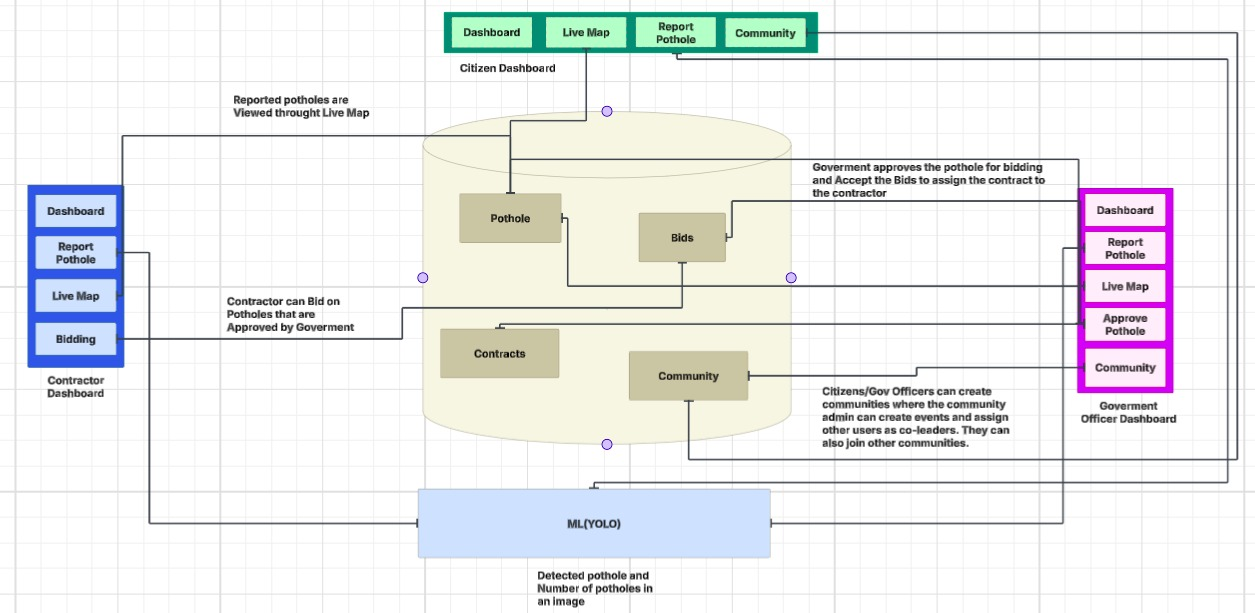 Dashboard
Live Map
Report
Pothole
Community
Citizen Dashboard
Reported potholes are
Viewed throught Live Map
Goverment approves the pothole for bidding
and Accept the Bids to assign the contract to
the contractor
Dashboard
Report
Pothole
Live Map
Bidding
Contractor
Dashboard
Contractor can Bid on
Potholes that are
Approved by Goverment
Pothole
Bids
Contracts
Community
Dashboard
Report
Pothole
Live Map
Approve
Pothole
Community
Goverment
Officer Dashboard
Citizens/Gov Officers can create
communities where the community
admin can create events and assign
other users as co-leaders. They can
also join other communities.
ML(YOLO)
Detected pothole and
Number of potholes in
an image